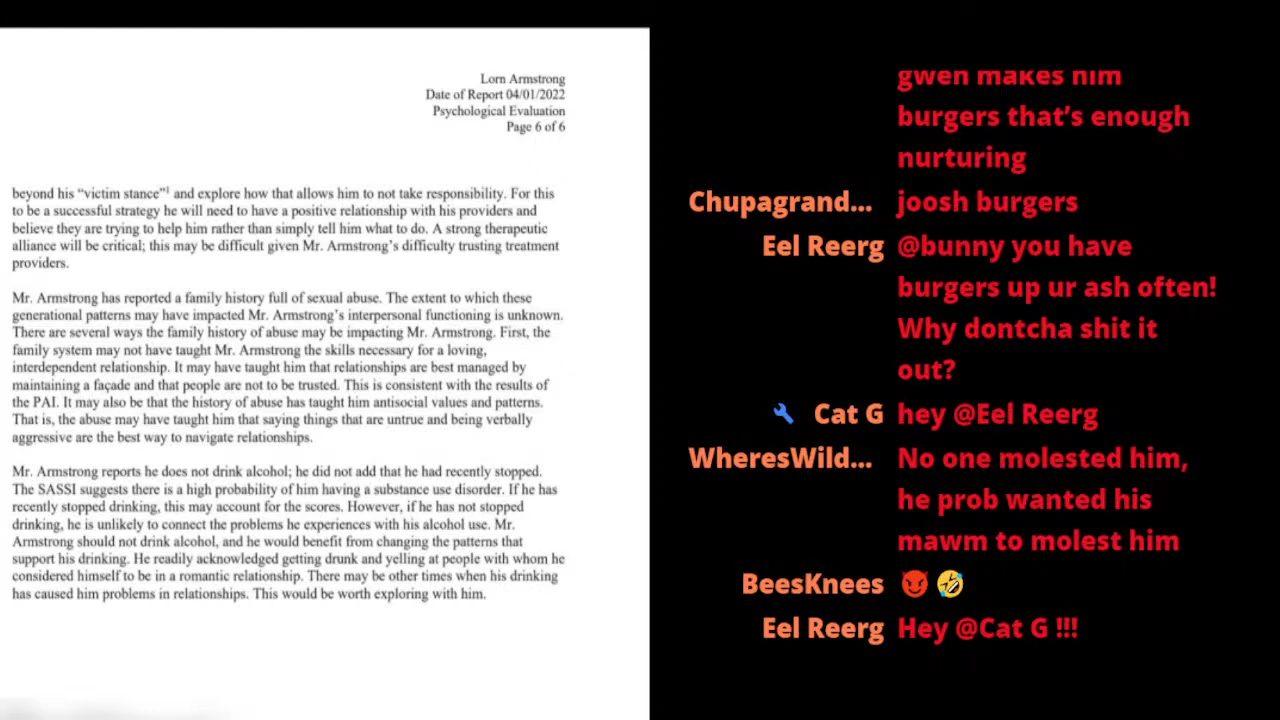 Lorn Armstrong
Date of Report 04/01/2022
Psychological Evaluation
Page 6 of 6
beyond his “victim stance”¹ and explore how that allows him to not take responsibility. For this
to be a successful strategy he will need to have a positive relationship with his providers and
believe they are trying to help him rather than simply tell him what to do. A strong therapeutic
alliance will be critical; this may be difficult given Mr. Armstrong’s difficulty trusting treatment
providers.
Mr. Armstrong has reported a family history full of sexual abuse. The extent to which these
generational patterns may have impacted Mr. Armstrong’s interpersonal functioning is unknown.
There are several ways the family history of abuse may be impacting Mr. Armstrong. First, the
family system may not have taught Mr. Armstrong the skills necessary for a loving,
interdependent relationship. It may have taught him that relationships are best managed by
maintaining a façade and that people are not to be trusted. This is consistent with the results of
the PAI. It may also be that the history of abuse has taught him antisocial values and patterns.
That is, the abuse may have taught him that saying things that are untrue and being verbally
aggressive are the best way to navigate relationships.
Mr. Armstrong reports he does not drink alcohol; he did not add that he had recently stopped.
The SASSI suggests there is a high probability of him having a substance use disorder. If he has
recently stopped drinking, this may account for the scores. However, if he has not stopped
drinking, he is unlikely to connect the problems he experiences with his alcohol use. Mr.
Armstrong should not drink alcohol, and he would benefit from changing the patterns that
support his drinking. He readily acknowledged getting drunk and yelling at people with whom he
considered himself to be in a romantic relationship. There may be other times when his drinking
has caused him problems in relationships. This would be worth exploring with him.
gwen makes him
burgers that’s enough
nurturing
Chupagrand... joosh burgers
Eel Reerg @bunny you have
burgers up ur ash often!
Why dontcha shit it
out?
Cat G hey @Eel Reerg
WheresWild... No one molested him,
he prob wanted his
mawm to molest him
BeesKnees 😈 🤣
Eel Reerg Hey @Cat G !!!